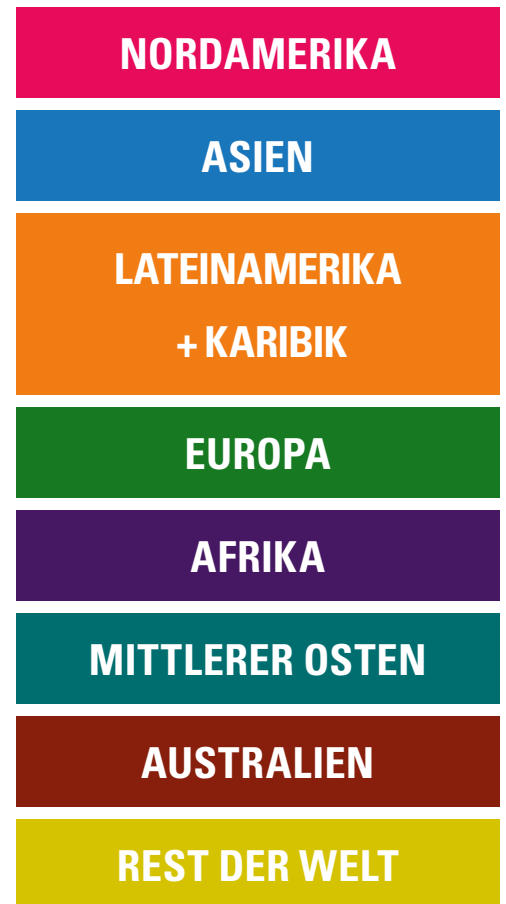 NORDAMERIKA
ASIEN
LATEINAMERIKA
+ KARIBIK
EUROPA
AFRIKA
MITTLERER OSTEN
AUSTRALIEN
REST DER WELT